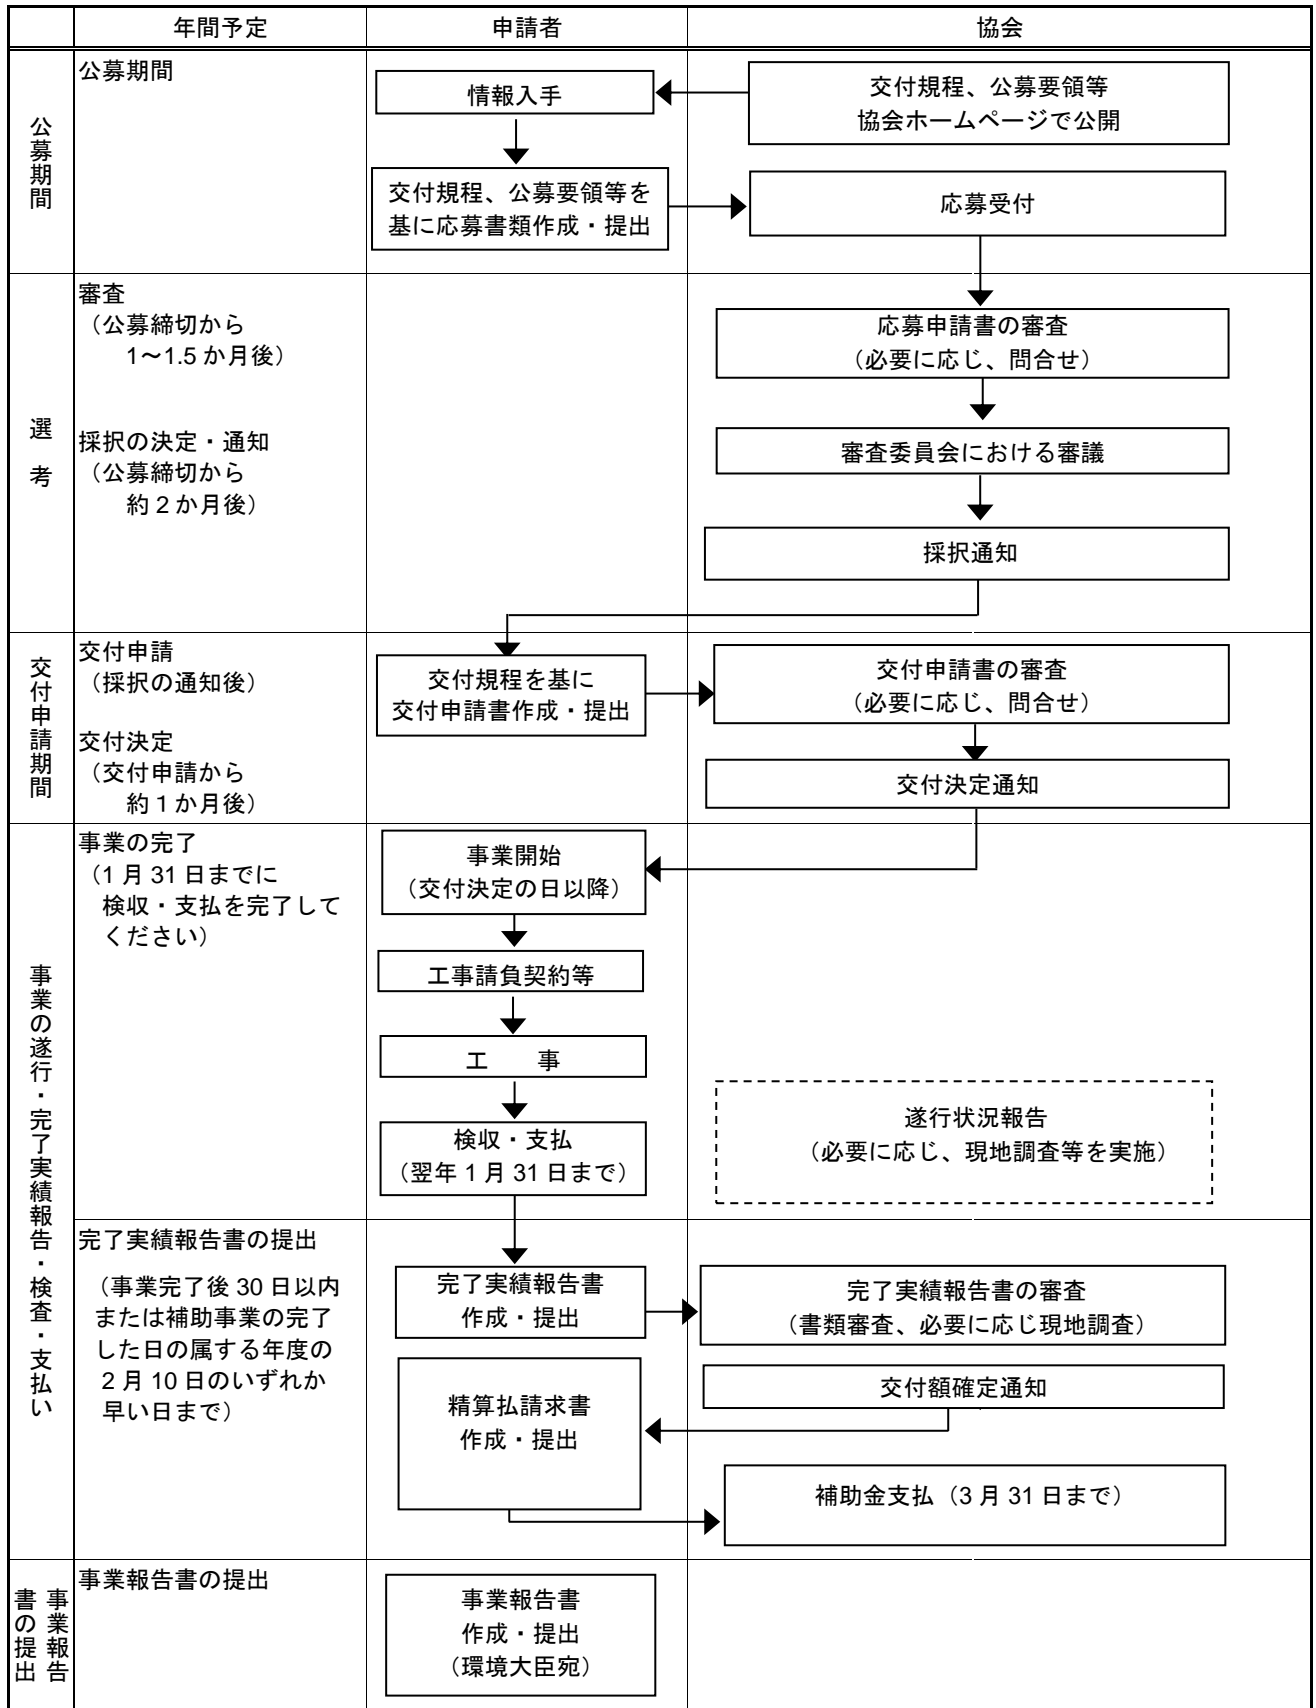 年間予定
申請者
協会
公募期間
公募期間
情報入手
交付規程、公募要領等
協会ホームページで公開
交付規程、公募要領等を
基に応募書類作成・提出
応募受付
選考
審査
（公募締切から
1～1.5 か月後）
採択の決定・通知
（公募締切から
約 2 か月後）
応募申請書の審査
（必要に応じ、問合せ）
審査委員会における審議
採択通知
交付申請期間
交付申請
（採択の通知後）
交付決定
（交付申請から
約 1 か月後）
交付規程を基に
交付申請書作成・提出
交付申請書の審査
（必要に応じ、問合せ）
交付決定通知
事業の遂行・完了実績報告・検査・支払い
事業の完了
（1 月 31 日までに
検収・支払を完了して
ください）
事業開始
（交付決定の日以降）
工事請負契約等
工　　事
検収・支払
（翌年 1 月 31 日まで）
遂行状況報告
（必要に応じ、現地調査等を実施）
完了実績報告書の提出
（事業完了後 30 日以内
または補助事業の完了
した日の属する年度の
2 月 10 日のいずれか
早い日まで）
完了実績報告書
作成・提出
完了実績報告書の審査
（書類審査、必要に応じ現地調査）
交付額確定通知
精算払請求書
作成・提出
補助金支払（3 月 31 日まで）
事業報告
書の提出
事業報告書の提出
事業報告書
作成・提出
（環境大臣宛）